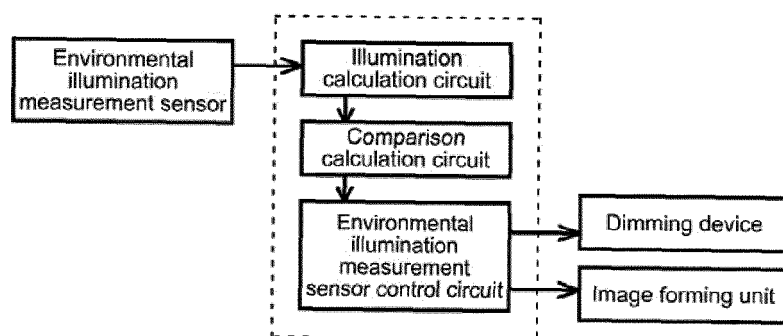 Environmental
illumination
measurement sensor
Illumination
calculation circuit
Comparison
calculation circuit
Environmental
illumination
measurement
sensor control circuit
Dimming device
Image forming unit